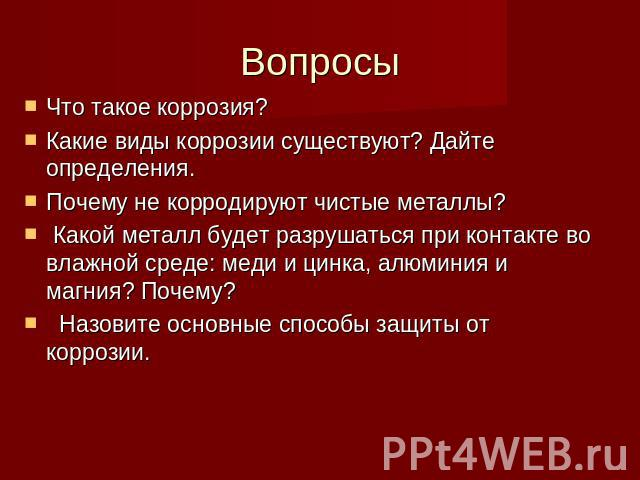 Вопросы
Что такое коррозия?
Какие виды коррозии существуют? Дайте
определения.
Почему не корродируют чистые металлы?
Какой металл будет разрушаться при контакте во
влажной среде: меди и цинка, алюминия и
магния? Почему?
Назовите основные способы защиты от
коррозии.
PPt4WEB.ru